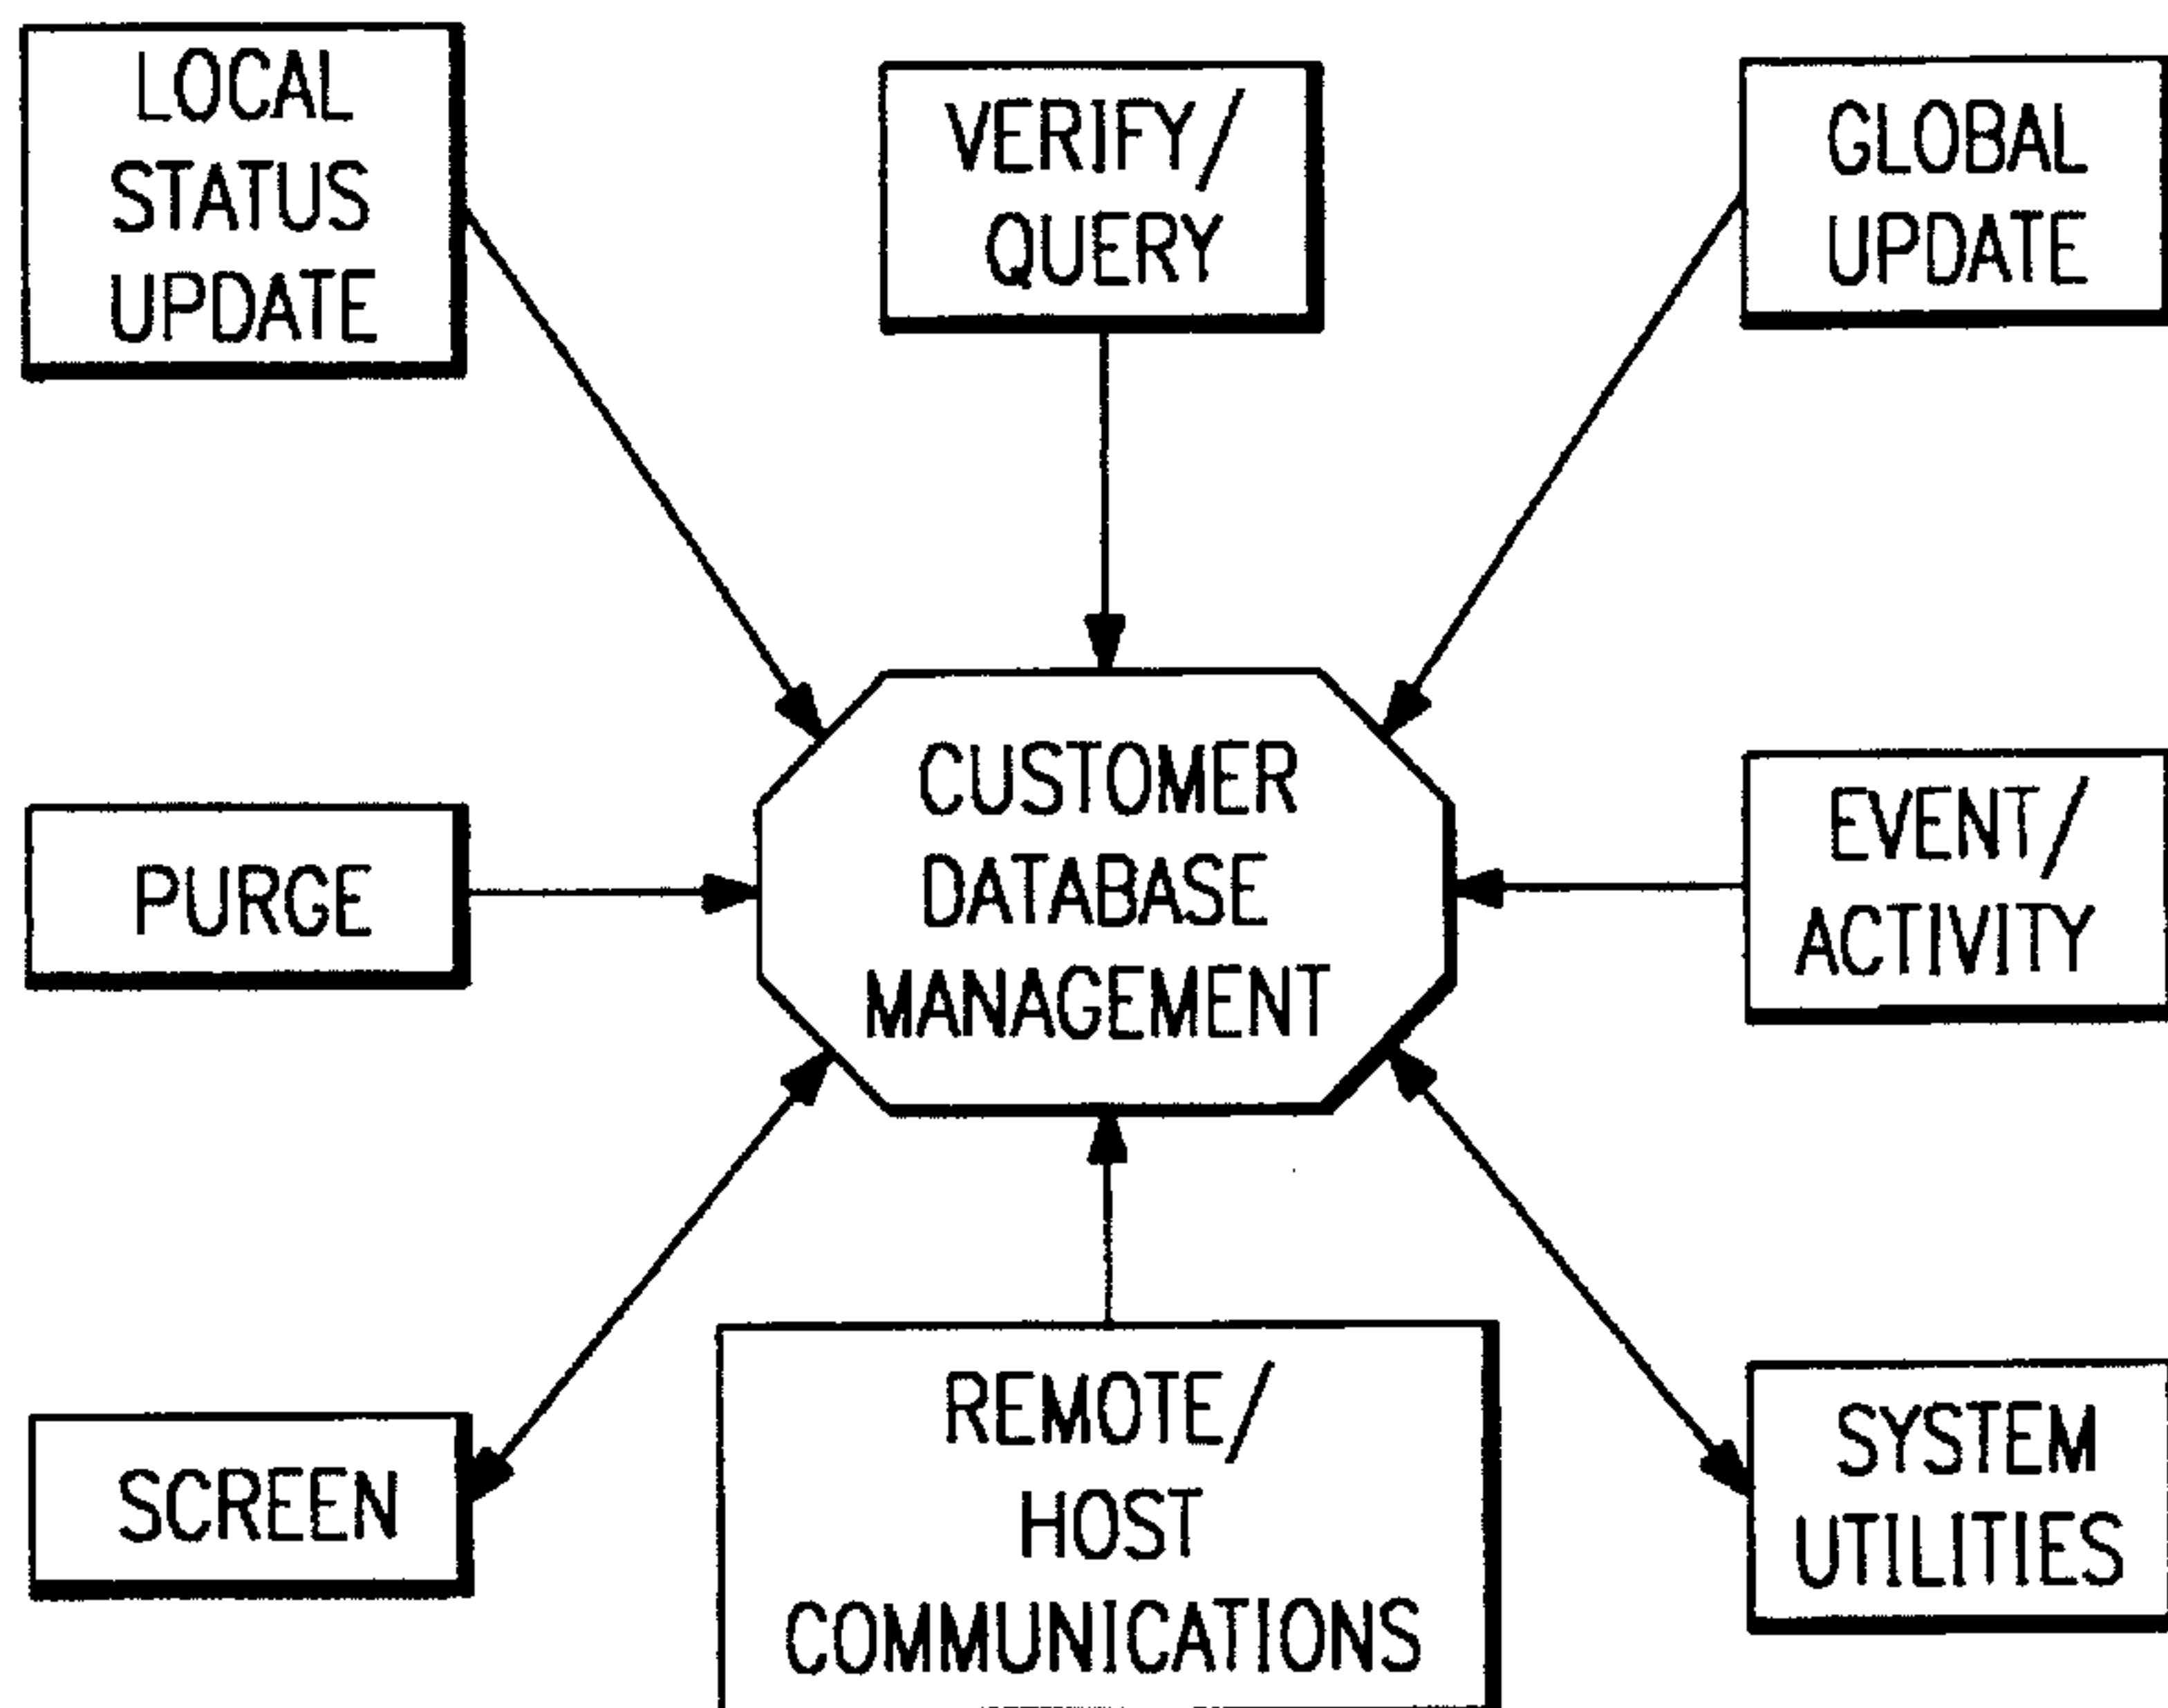 LOCAL
STATUS
UPDATE
VERIFY/
QUERY
GLOBAL
UPDATE
CUSTOMER
DATABASE
MANAGEMENT
PURGE
EVENT/
ACTIVITY
SCREEN
REMOTE/
HOST
COMMUNICATIONS
SYSTEM
UTILITIES